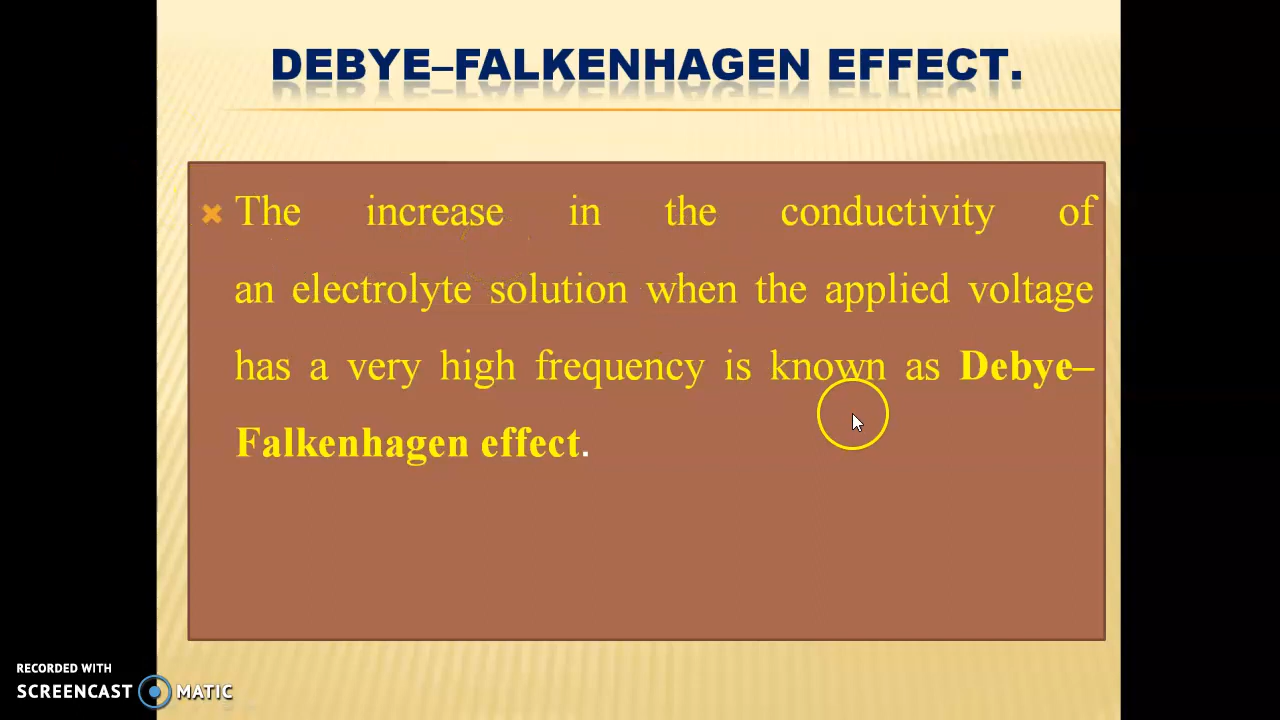 DEBYE–FALKENHAGEN EFFECT.
The increase in the conductivity of
an electrolyte solution when the applied voltage
has a very high frequency is known as Debye–
Falkenhagen effect.
RECORDED WITH
SCREENCAST MATIC